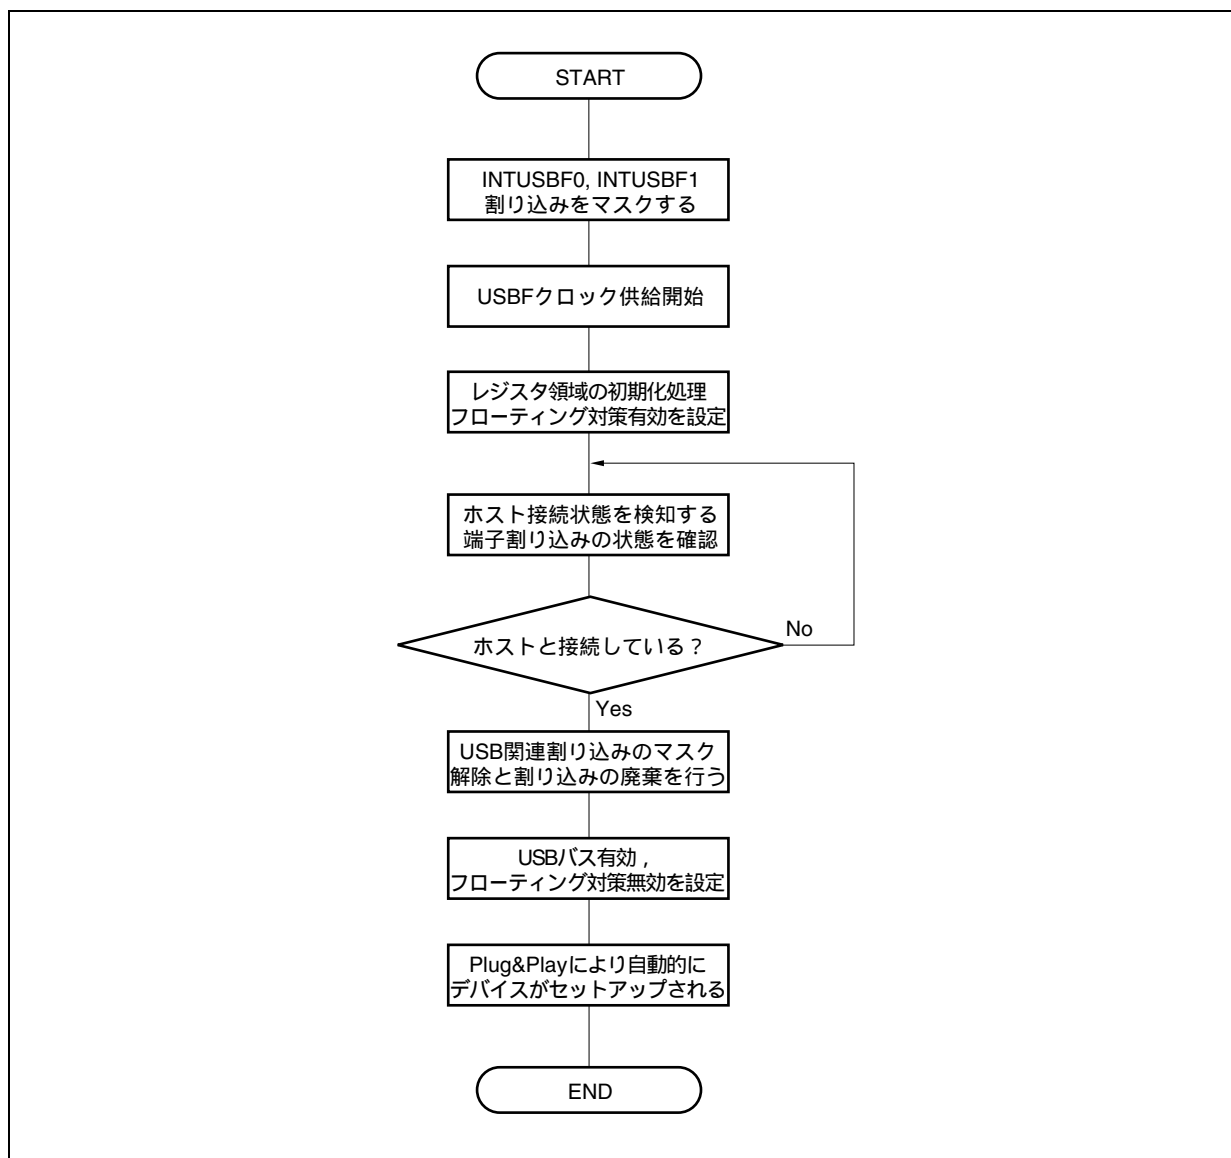 START
INTUSBF0, INTUSBF1
割り込みをマスクする
USBFクロック供給開始
レジスタ領域の初期化処理
フローティング対策有効を設定
ホスト接続状態を検知する
端子割り込みの状態を確認
ホストと接続している？
No
Yes
USB関連割り込みのマスク
解除と割り込みの廃棄を行う
USBバス有効，
フローティング対策無効を設定
Plug&Playにより自動的に
デバイスがセットアップされる
END